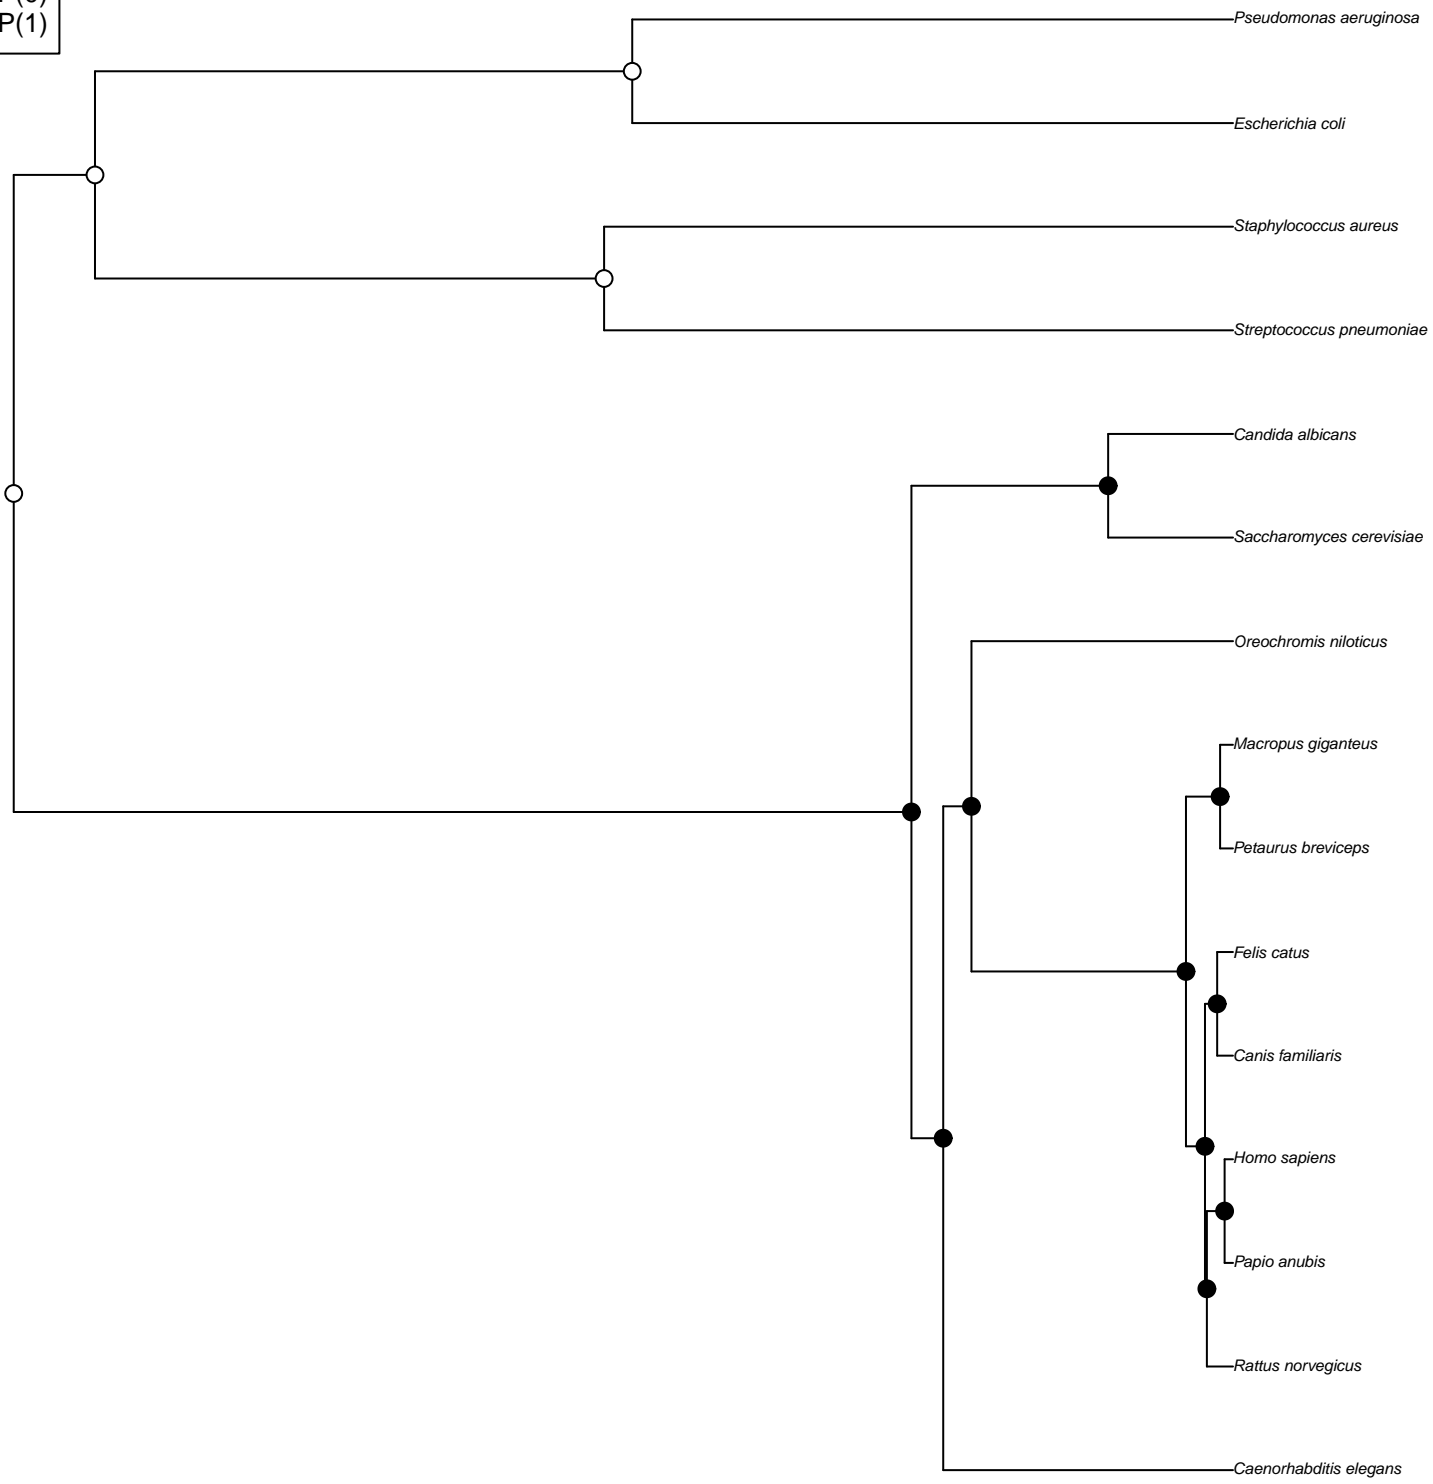 P(1)
Pseudomonas aeruginosa
Escherichia coli
Staphylococcus aureus
Streptococcus pneumoniae
Candida albicans
Saccharomyces cerevisiae
Oreochromis niloticus
Macropus giganteus
Petaurus breviceps
Felis catus
Canis familiaris
Homo sapiens
Papio anubis
Rattus norvegicus
Caenorhabditis elegans